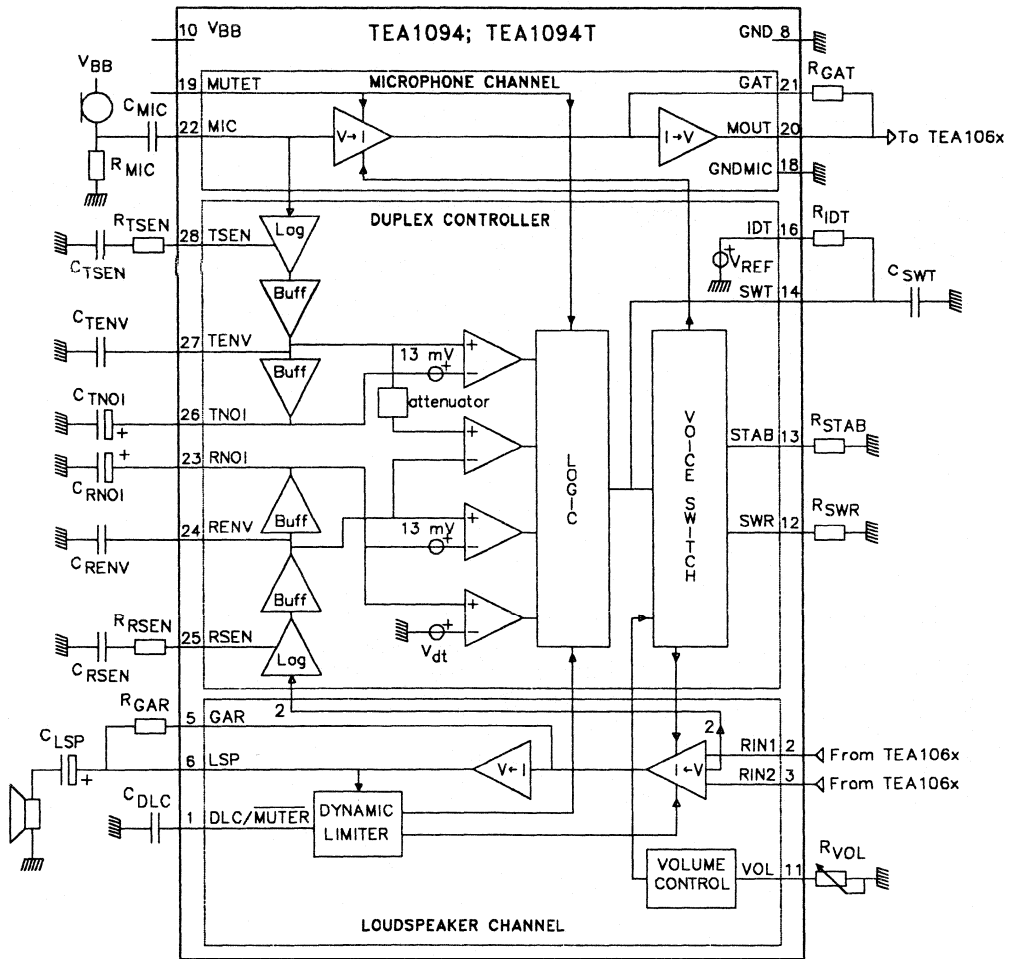 10 VBB TEA1094; TEA1094T GND 8
VBB
19 MUTET MICROPHONE CHANNEL GAT 21 RGAT
CMIC
22 MIC V→I I→V MOUT 20 To TEA106x
RMIC
GNDMIC 18
DUPLEX CONTROLLER
RTSEN
28 TSEN Log
CTSEN
IDT 16 RIDT
+ VREF
SWT 14 CSWT
Buff
CTENV
27 TENV
Buff
13 mV + + −
attenuator
CTNOI +
26 TNOI
+ −
CRNOI +
23 RNOI
LOGIC
VOICE SWITCH
STAB 13 RSTAB
Buff
24 RENV
CRENV
13 mV + + −
SWR 12 RSWR
Buff
Vdt + + −
RRSEN
25 RSEN Log
CRSEN
2
RGAR
5 GAR
2
CLSP +
6 LSP V←I I←V
RIN1 2 From TEA106x
RIN2 3 From TEA106x
CDLC
1 DLC/MUTER
DYNAMIC
LIMITER
VOLUME
CONTROL
VOL 11 RVOL
LOUDSPEAKER CHANNEL